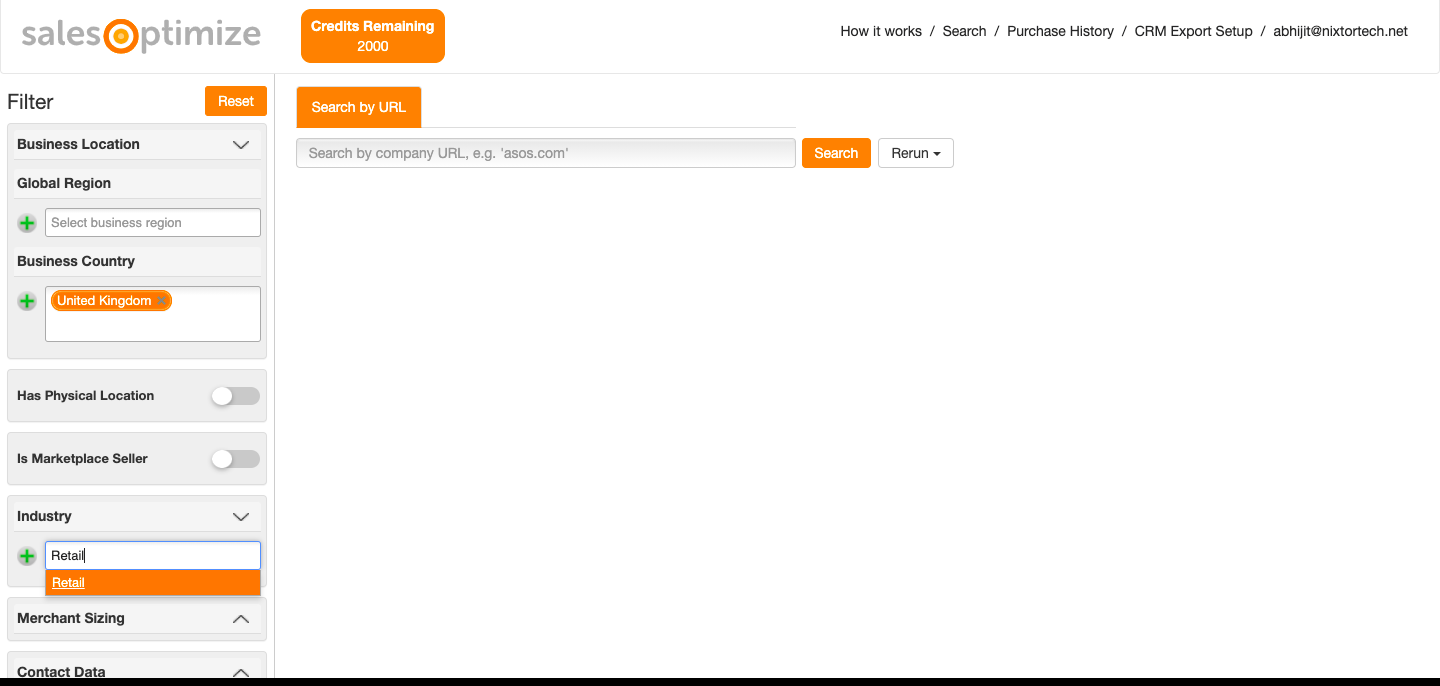 sales ptimize
Credits Remaining
2000
How it works / Search / Purchase History / CRM Export Setup / abhijit@nixtortech.net
Filter
Reset
Business Location
Global Region
Select business region
Business Country
United Kingdom ×
Has Physical Location
Is Marketplace Seller
Industry
Retail
Retail
Merchant Sizing
Contact Data
Search by URL
Search by company URL, e.g. 'asos.com'
Search
Rerun